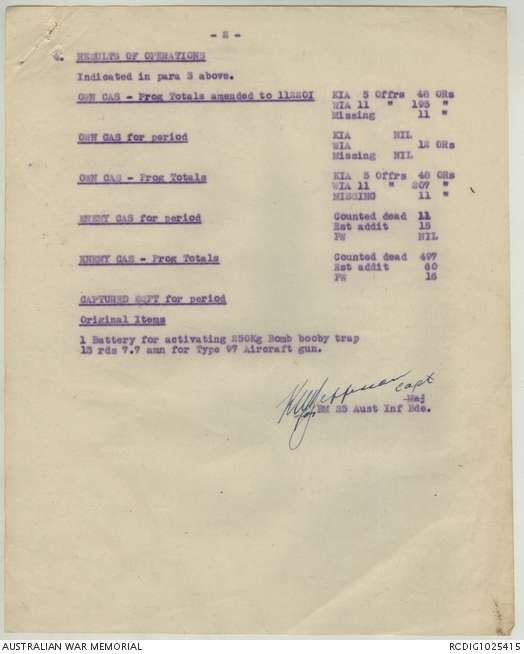 - 2 -
4. RESULTS OF OPERATIONS
Indicated in para 3 above.
OWN CAS - Prog Totals amended to 112201 KIA 5 Offrs 48 ORs
WIA 11 " 195 "
Missing 11 "
OWN CAS for period KIA NIL
WIA 12 ORs
Missing NIL
OWN CAS - Prog Totals KIA 5 Offrs 48 ORs
WIA 11 " 207 "
MISSING 11 "
ENEMY CAS for period Counted dead 11
Est addit 15
PW NIL
ENEMY CAS - Prog Totals Counted dead 497
Est addit 60
PW 16
CAPTURED EQPT for period
Original Items
1 Battery for activating 250Kg Bomb booby trap
15 rds 7.7 amn for Type 97 Aircraft gun.
Capt
Maj
BM 25 Aust Inf Bde.
AUSTRALIAN WAR MEMORIAL RCDIG1025415